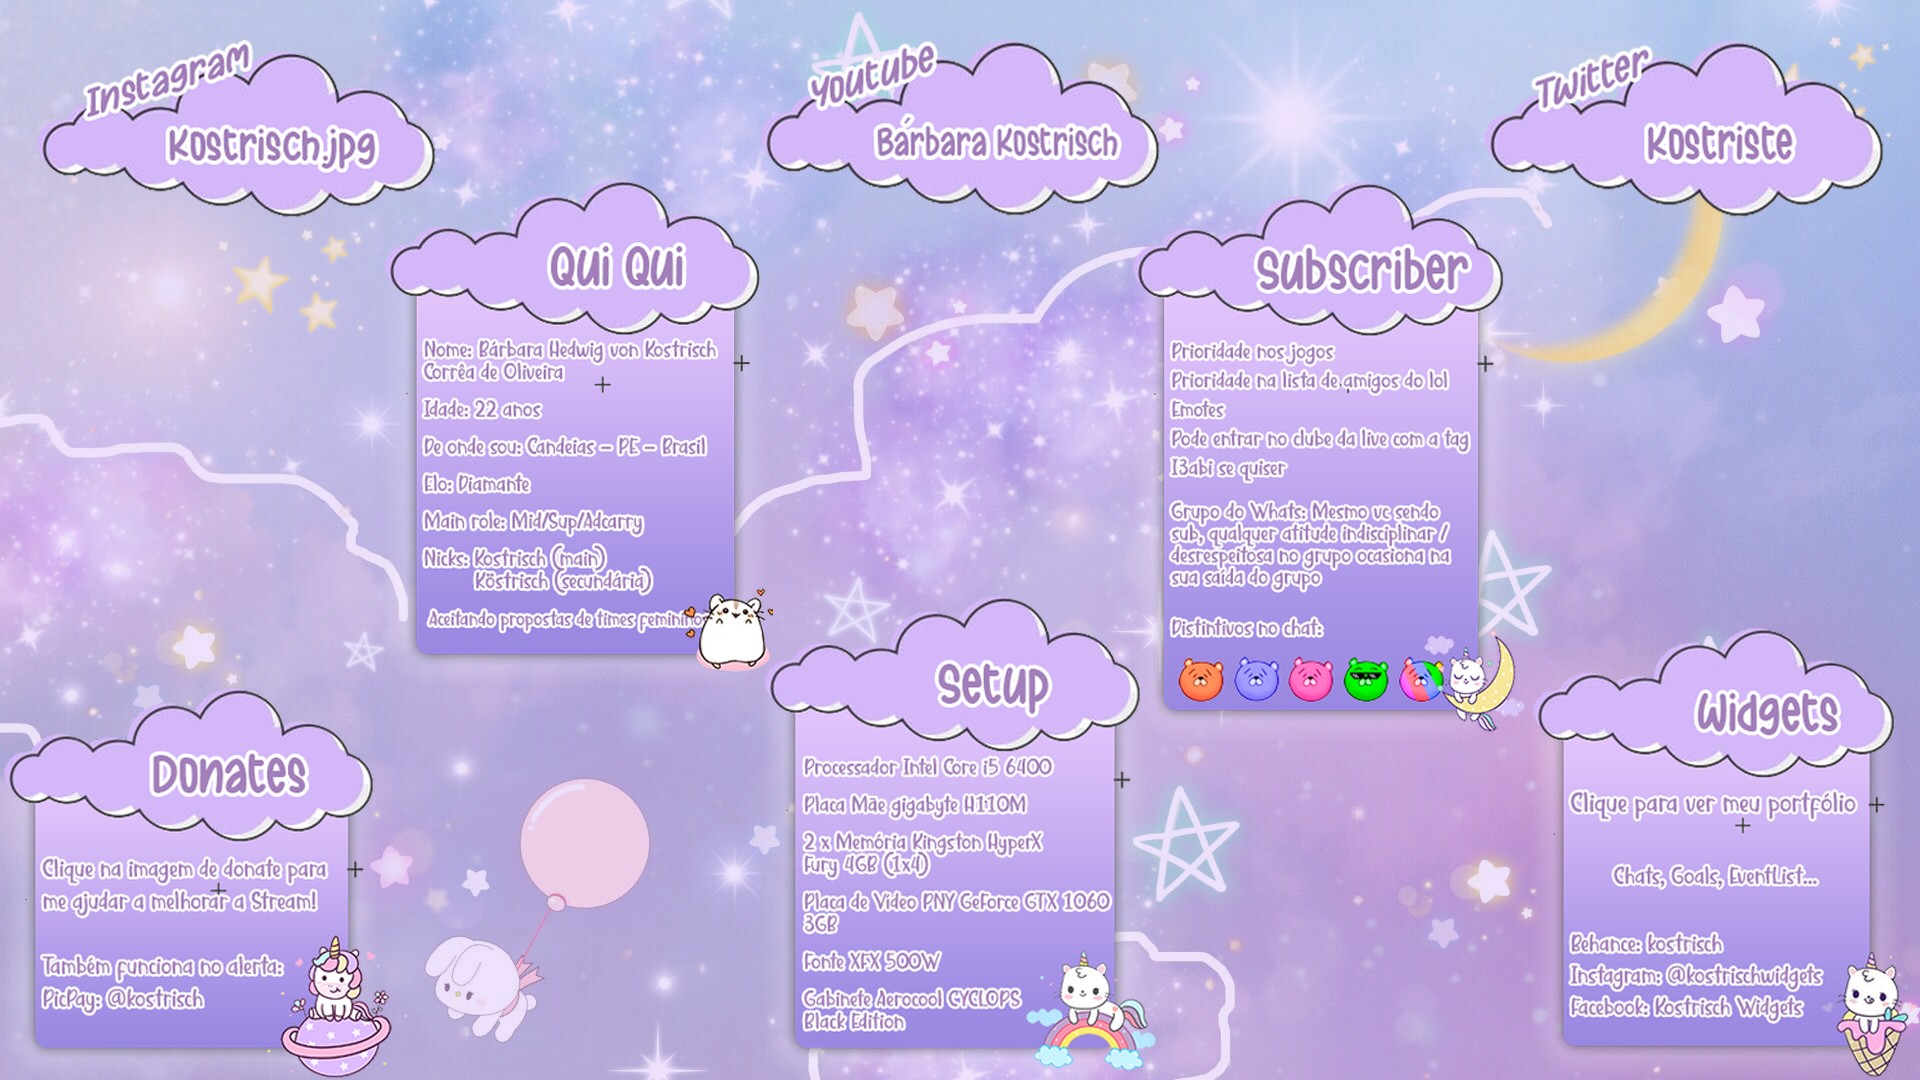 Instagram
Kostrisch.jpg
Youtube
Bárbara Kostrisch
Twitter
Kostriste
Qui Qui
Nome: Bárbara Hedwig von Kostrisch
Corrêa de Oliveira
Idade: 22 anos
De onde sou: Candeias - PE - Brasil
Elo: Diamante
Main role: Mid/Sup/Adcarry
Nicks: Kostrisch (main)
Köstrisch (secundária)
Aceitando propostas de times feminino
Subscriber
Prioridade nos jogos
Prioridade na lista de amigos do lol
Emotes
Pode entrar no clube da live com a tag
I3abi se quiser
Grupo do Whats: Mesmo vc sendo
sub, qualquer atitude indisciplinar /
desrespeitosa no grupo ocasiona na
sua saída do grupo
Distintivos no chat:
Donates
Clique na imagem de donate para
me ajudar a melhorar a Stream!
Também funciona no alerta:
PicPay: @kostrisch
Setup
Processador Intel Core i5 6400
Placa Mãe gigabyte H110M
2 x Memória Kingston HyperX
Fury 4GB (1x4)
Placa de Vídeo PNY GeForce GTX 1060
3GB
Fonte XFX 500W
Gabinete Aerocool CYCLOPS
Black Edition
Widgets
Clique para ver meu portfólio
Chats, Goals, EventList...
Behance: kostrisch
Instagram: @kostrischwidgets
Facebook: Kostrisch Widgets